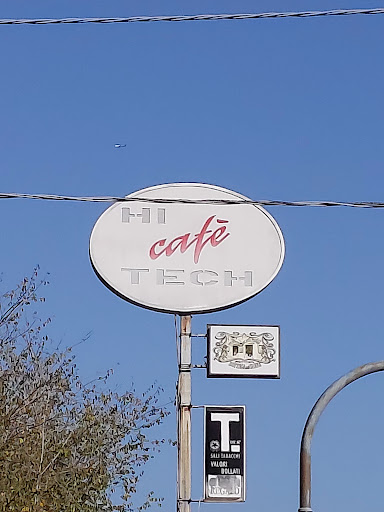 HI
cafè
TECH
T.
SALI TABACCHI
VALORI
BOLLATI